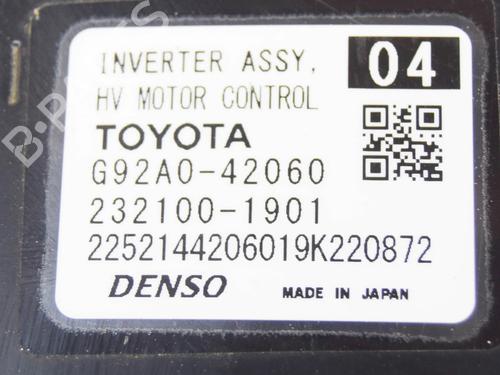 INVERTER ASSY, 04
HV MOTOR CONTROL
TOYOTA
G92A0-42060
232100-1901
2252144206019K220872
DENSO MADE IN JAPAN